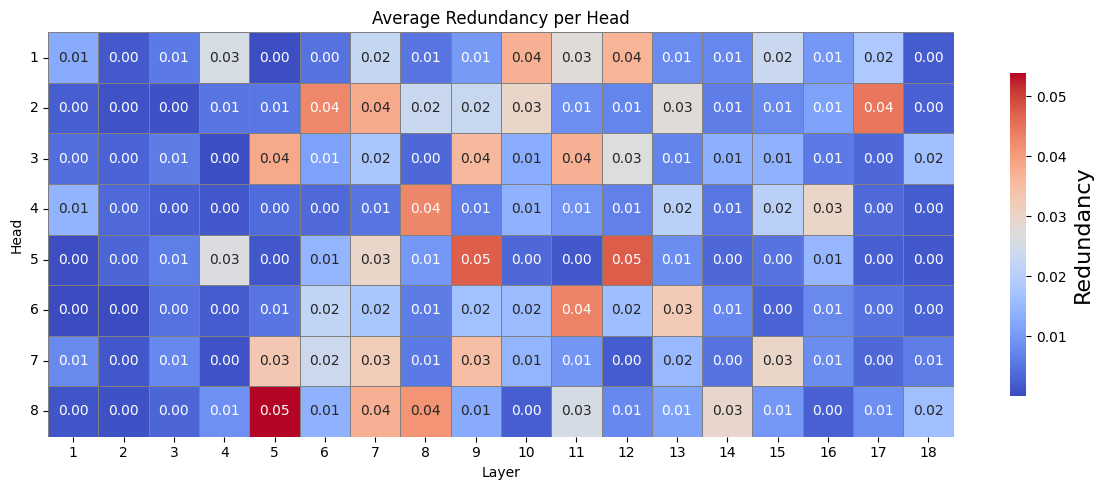 Average Redundancy per Head
1 0.01 0.00 0.01 0.03 0.00 0.00 0.02 0.01 0.01 0.04 0.03 0.04 0.01 0.01 0.02 0.01 0.02 0.00
2 0.00 0.00 0.00 0.01 0.01 0.04 0.04 0.02 0.02 0.03 0.01 0.01 0.03 0.01 0.01 0.01 0.04 0.00
3 0.00 0.00 0.01 0.00 0.04 0.01 0.02 0.00 0.04 0.01 0.04 0.03 0.01 0.01 0.01 0.01 0.00 0.02
4 0.01 0.00 0.00 0.00 0.00 0.00 0.01 0.04 0.01 0.01 0.01 0.01 0.02 0.01 0.02 0.03 0.00 0.00
5 0.00 0.00 0.01 0.03 0.00 0.01 0.03 0.01 0.05 0.00 0.00 0.05 0.01 0.00 0.00 0.01 0.00 0.00
6 0.00 0.00 0.00 0.00 0.01 0.02 0.02 0.01 0.02 0.02 0.04 0.02 0.03 0.01 0.00 0.01 0.00 0.00
7 0.01 0.00 0.01 0.00 0.03 0.02 0.03 0.01 0.03 0.01 0.01 0.00 0.02 0.00 0.03 0.01 0.00 0.01
8 0.00 0.00 0.00 0.01 0.05 0.01 0.04 0.04 0.01 0.00 0.03 0.01 0.01 0.03 0.01 0.00 0.01 0.02
Head
1 2 3 4 5 6 7 8 9 10 11 12 13 14 15 16 17 18
Layer
0.05
0.04
0.03
0.02
0.01
Redundancy